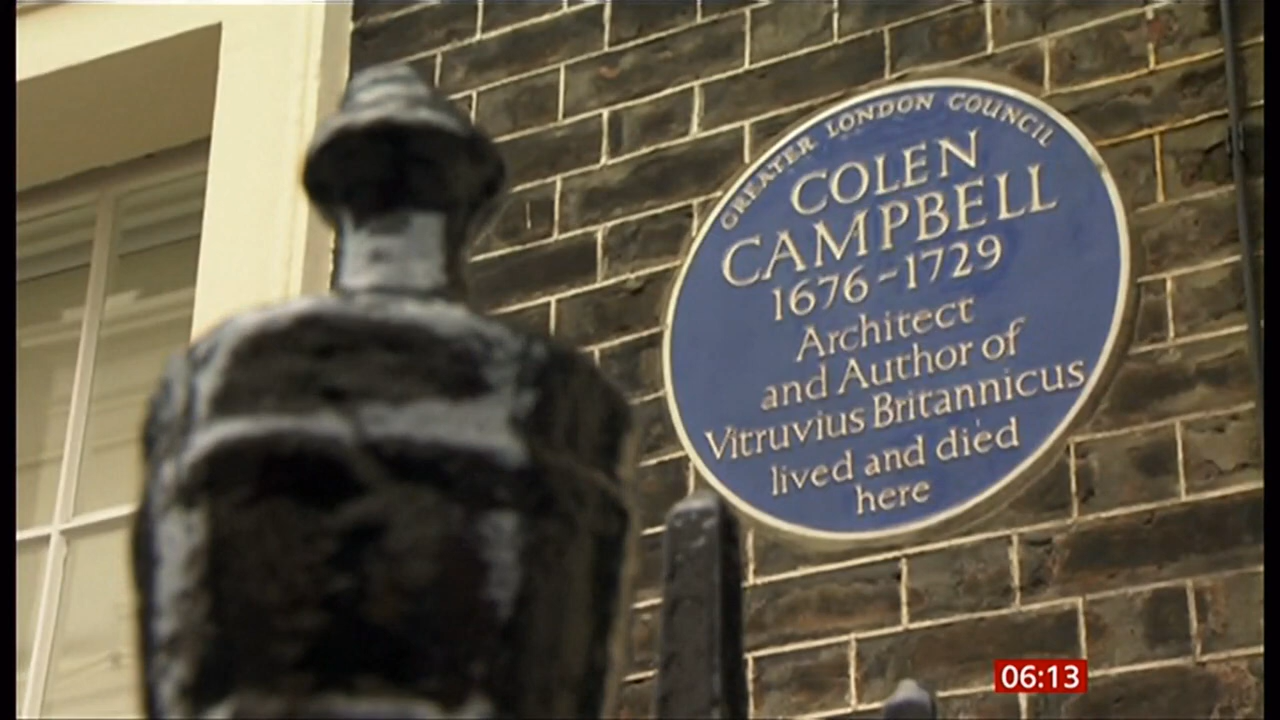 GREATER LONDON COUNCIL
COLEN
CAMPBELL
1676-1729
Architect
and Author of
Vitruvius Britannicus
lived and died
here
06:13